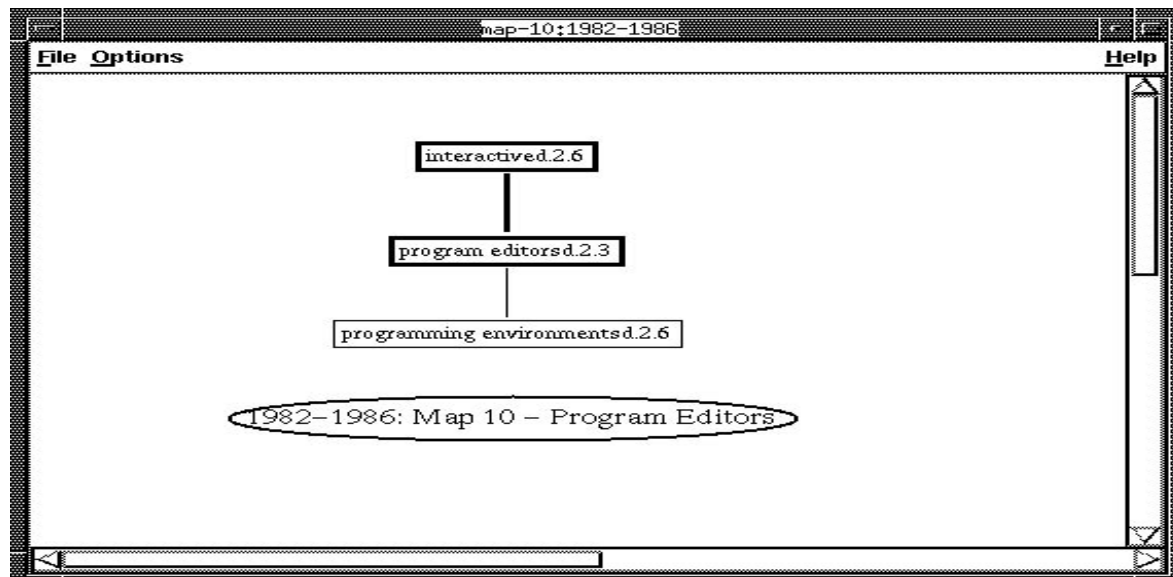 map-10:1982-1986
File Options Help
interactived.2.6
program editorsd.2.3
programming environmentsd.2.6
1982-1986: Map 10 - Program Editors